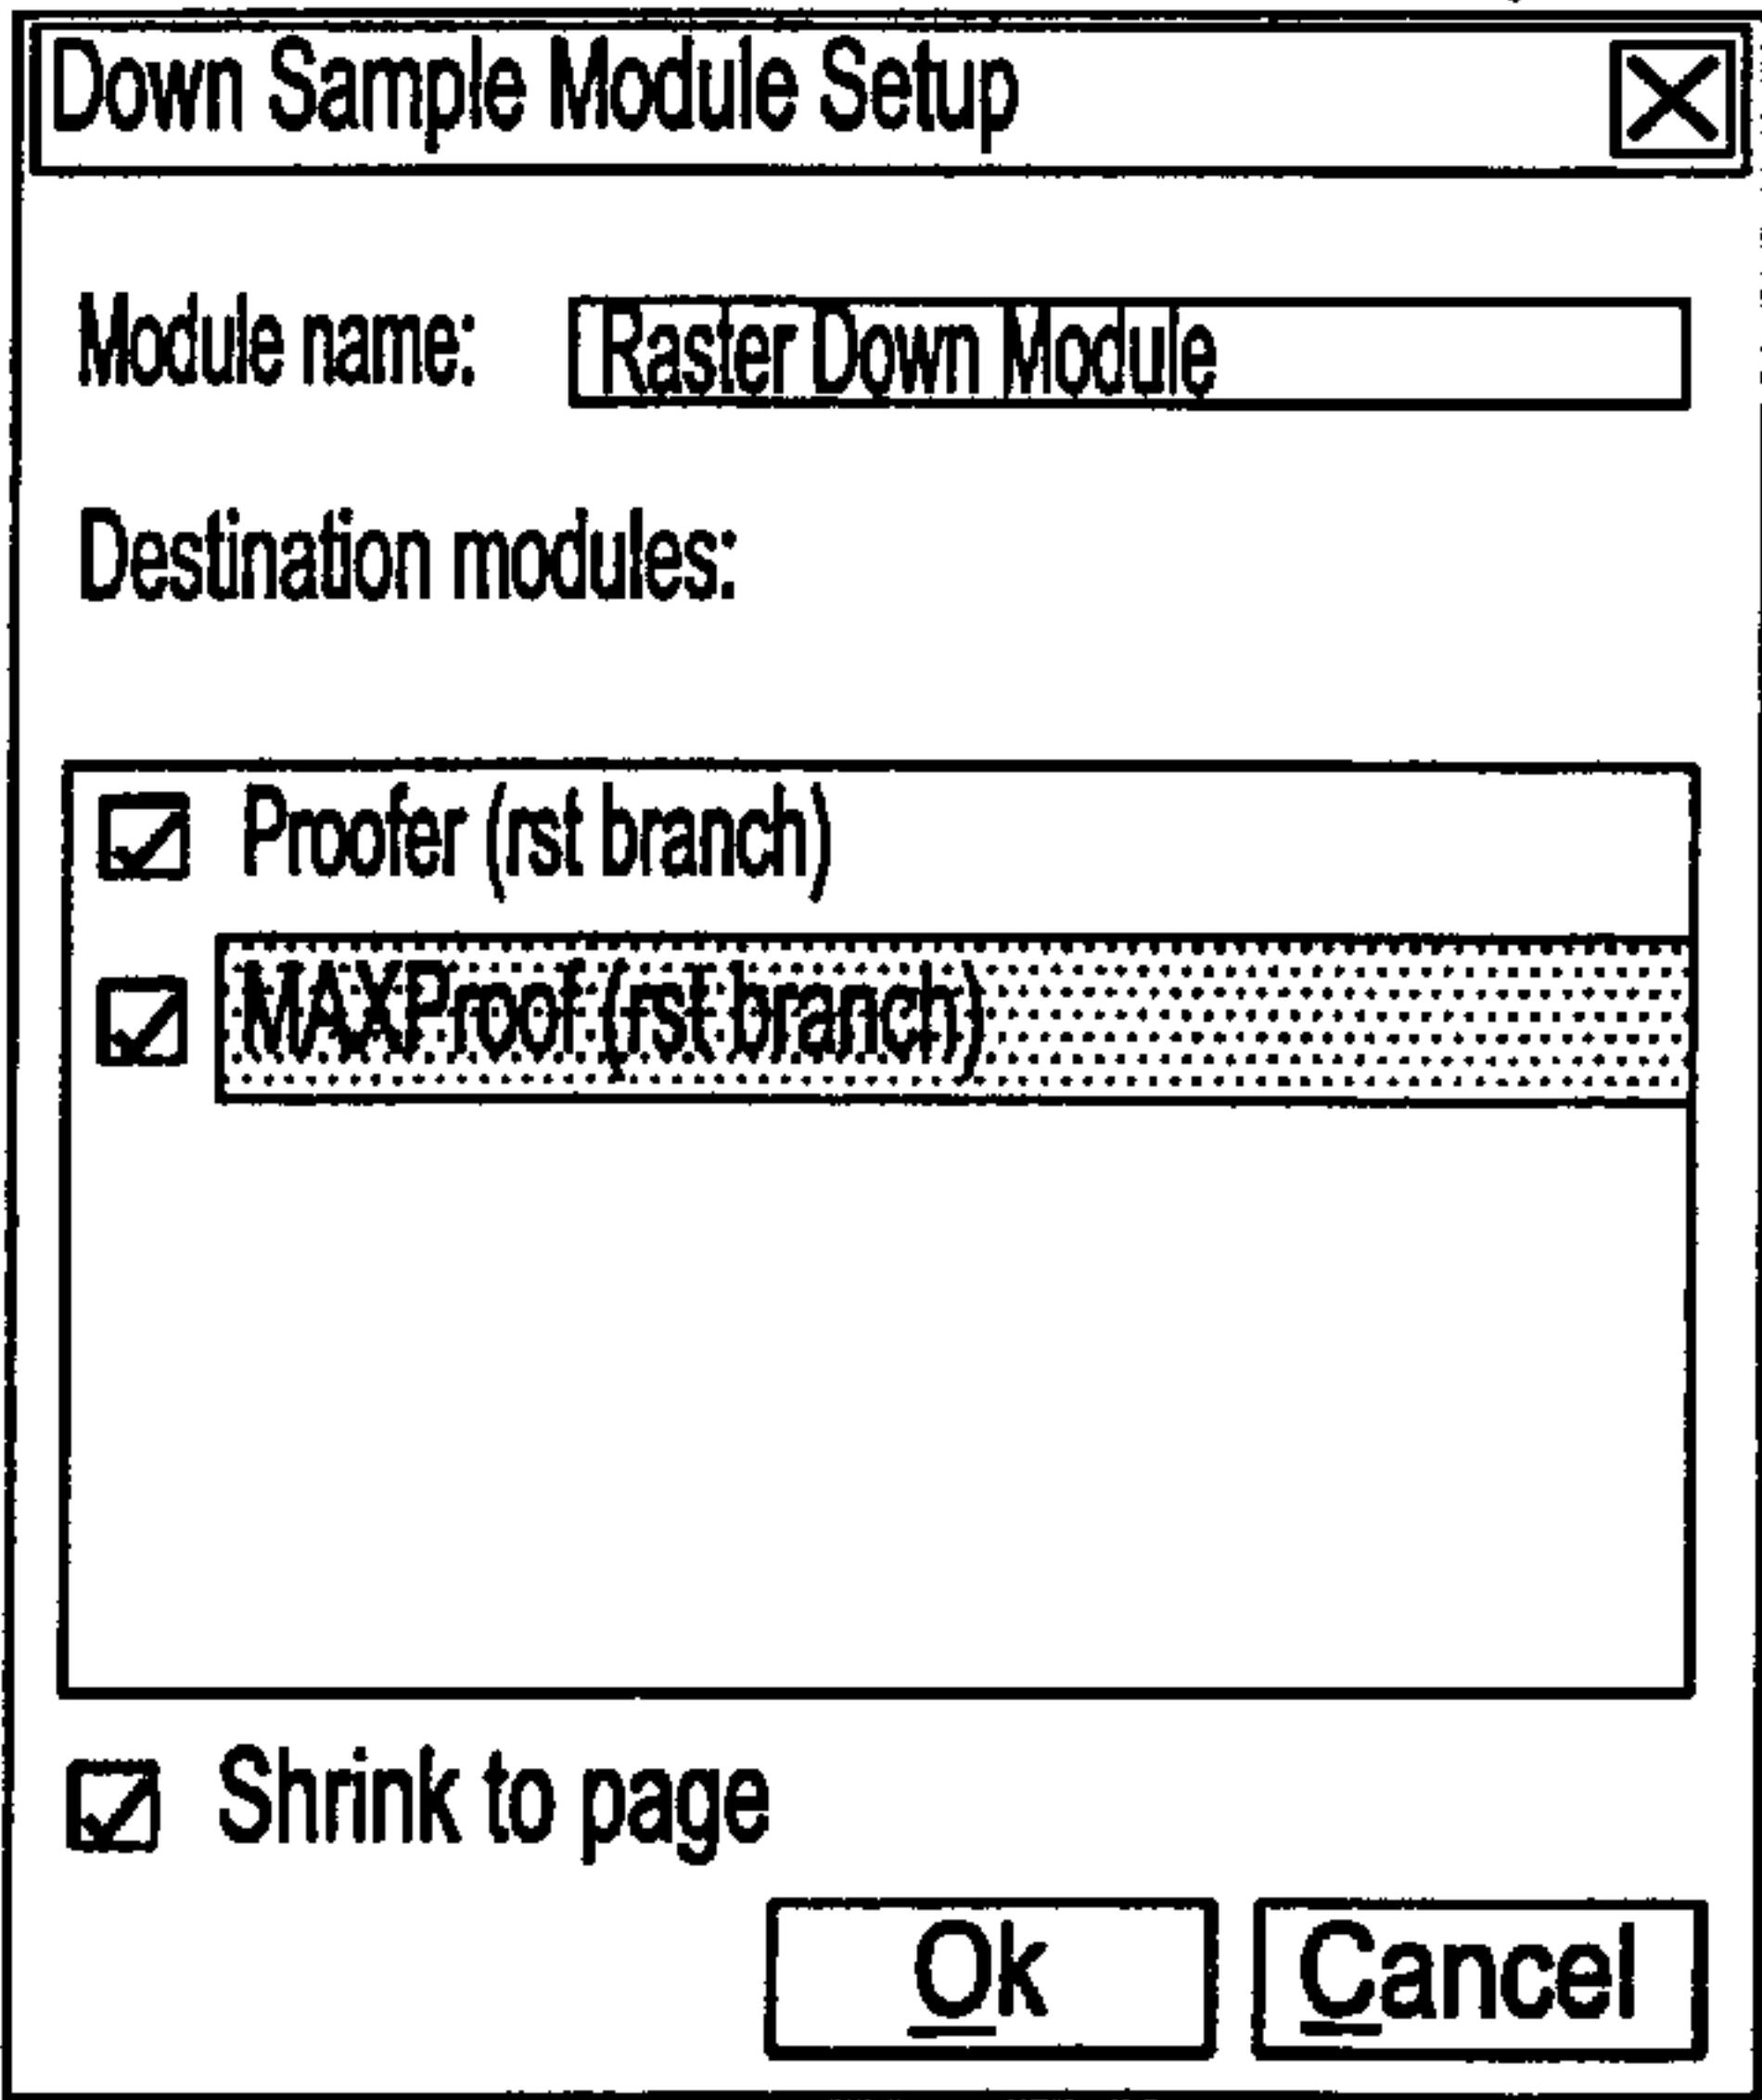 Down Sample Module Setup
Module name: Raster Down Module
Destination modules:
Proofer (rst branch)
MAXProof (rst branch)
Shrink to page
Ok Cancel